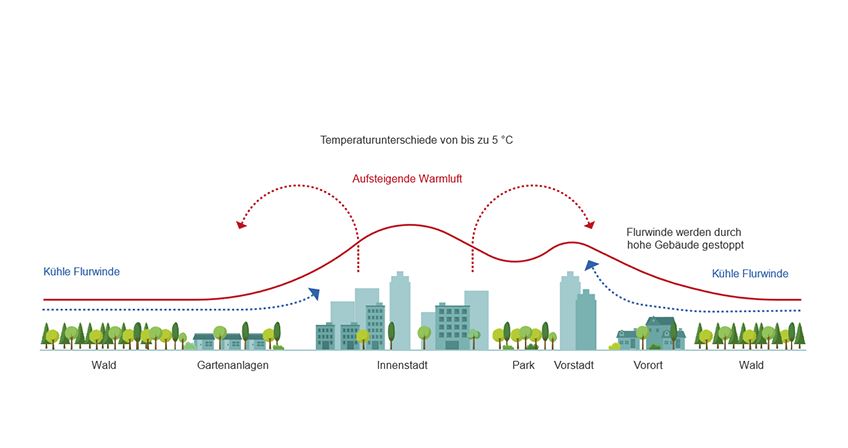 Temperaturunterschiede von bis zu 5 °C
Aufsteigende Warmluft
Flurwinde werden durch
hohe Gebäude gestoppt
Kühle Flurwinde
Kühle Flurwinde
Wald
Gartenanlagen
Innenstadt
Park
Vorstadt
Vorort
Wald